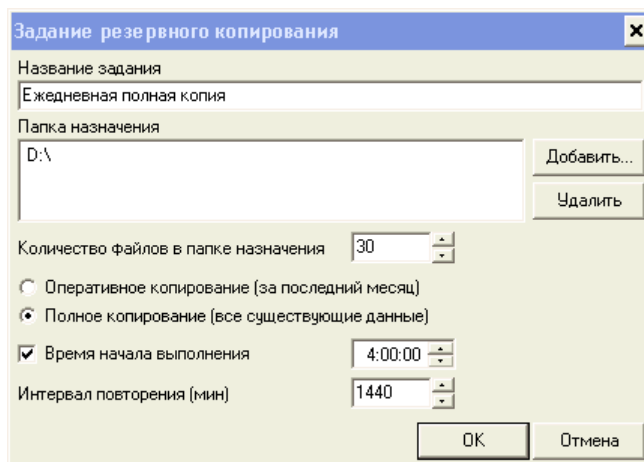 Задание резервного копирования
Название задания
Ежедневная полная копия
Папка назначения
D:\
Добавить...
Удалить
Количество файлов в папке назначения 30
Оперативное копирование (за последний месяц)
Полное копирование (все существующие данные)
Время начала выполнения 4:00:00
Интервал повторения (мин) 1440
OK Отмена